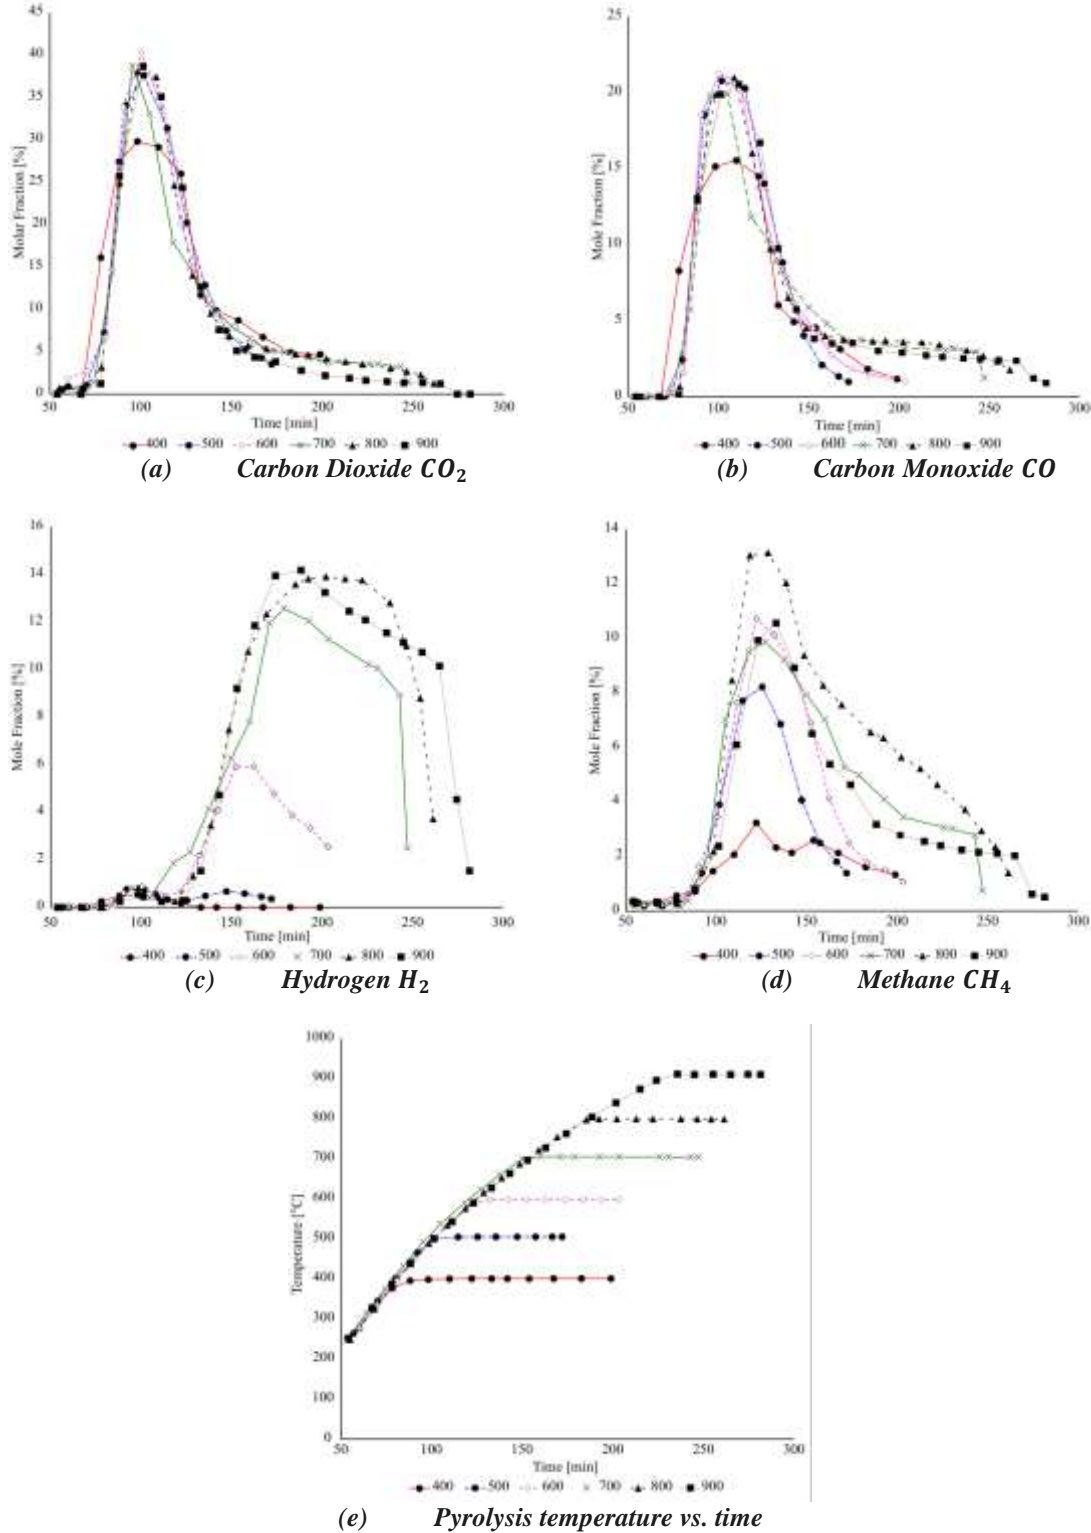 45
40
35
30
25
20
15
10
5
0
Molar Fraction [%]
50 100 150 200 250 300
Time [min]
400 500 600 700 800 900
(a) Carbon Dioxide CO₂
25
20
15
10
5
0
Mole Fraction [%]
50 100 150 200 250 300
Time [min]
400 500 600 700 800 900
(b) Carbon Monoxide CO
16
14
12
10
8
6
4
2
0
Mole Fraction [%]
50 100 150 200 250 300
Time [min]
400 500 600 700 800 900
(c) Hydrogen H₂
14
12
10
8
6
4
2
0
Mole Fraction [%]
50 100 150 200 250 300
Time [min]
400 500 600 700 800 900
(d) Methane CH₄
1000
900
800
700
600
500
400
300
200
100
0
Temperature [°C]
50 100 150 200 250 300
Time [min]
400 500 600 700 800 900
(e) Pyrolysis temperature vs. time